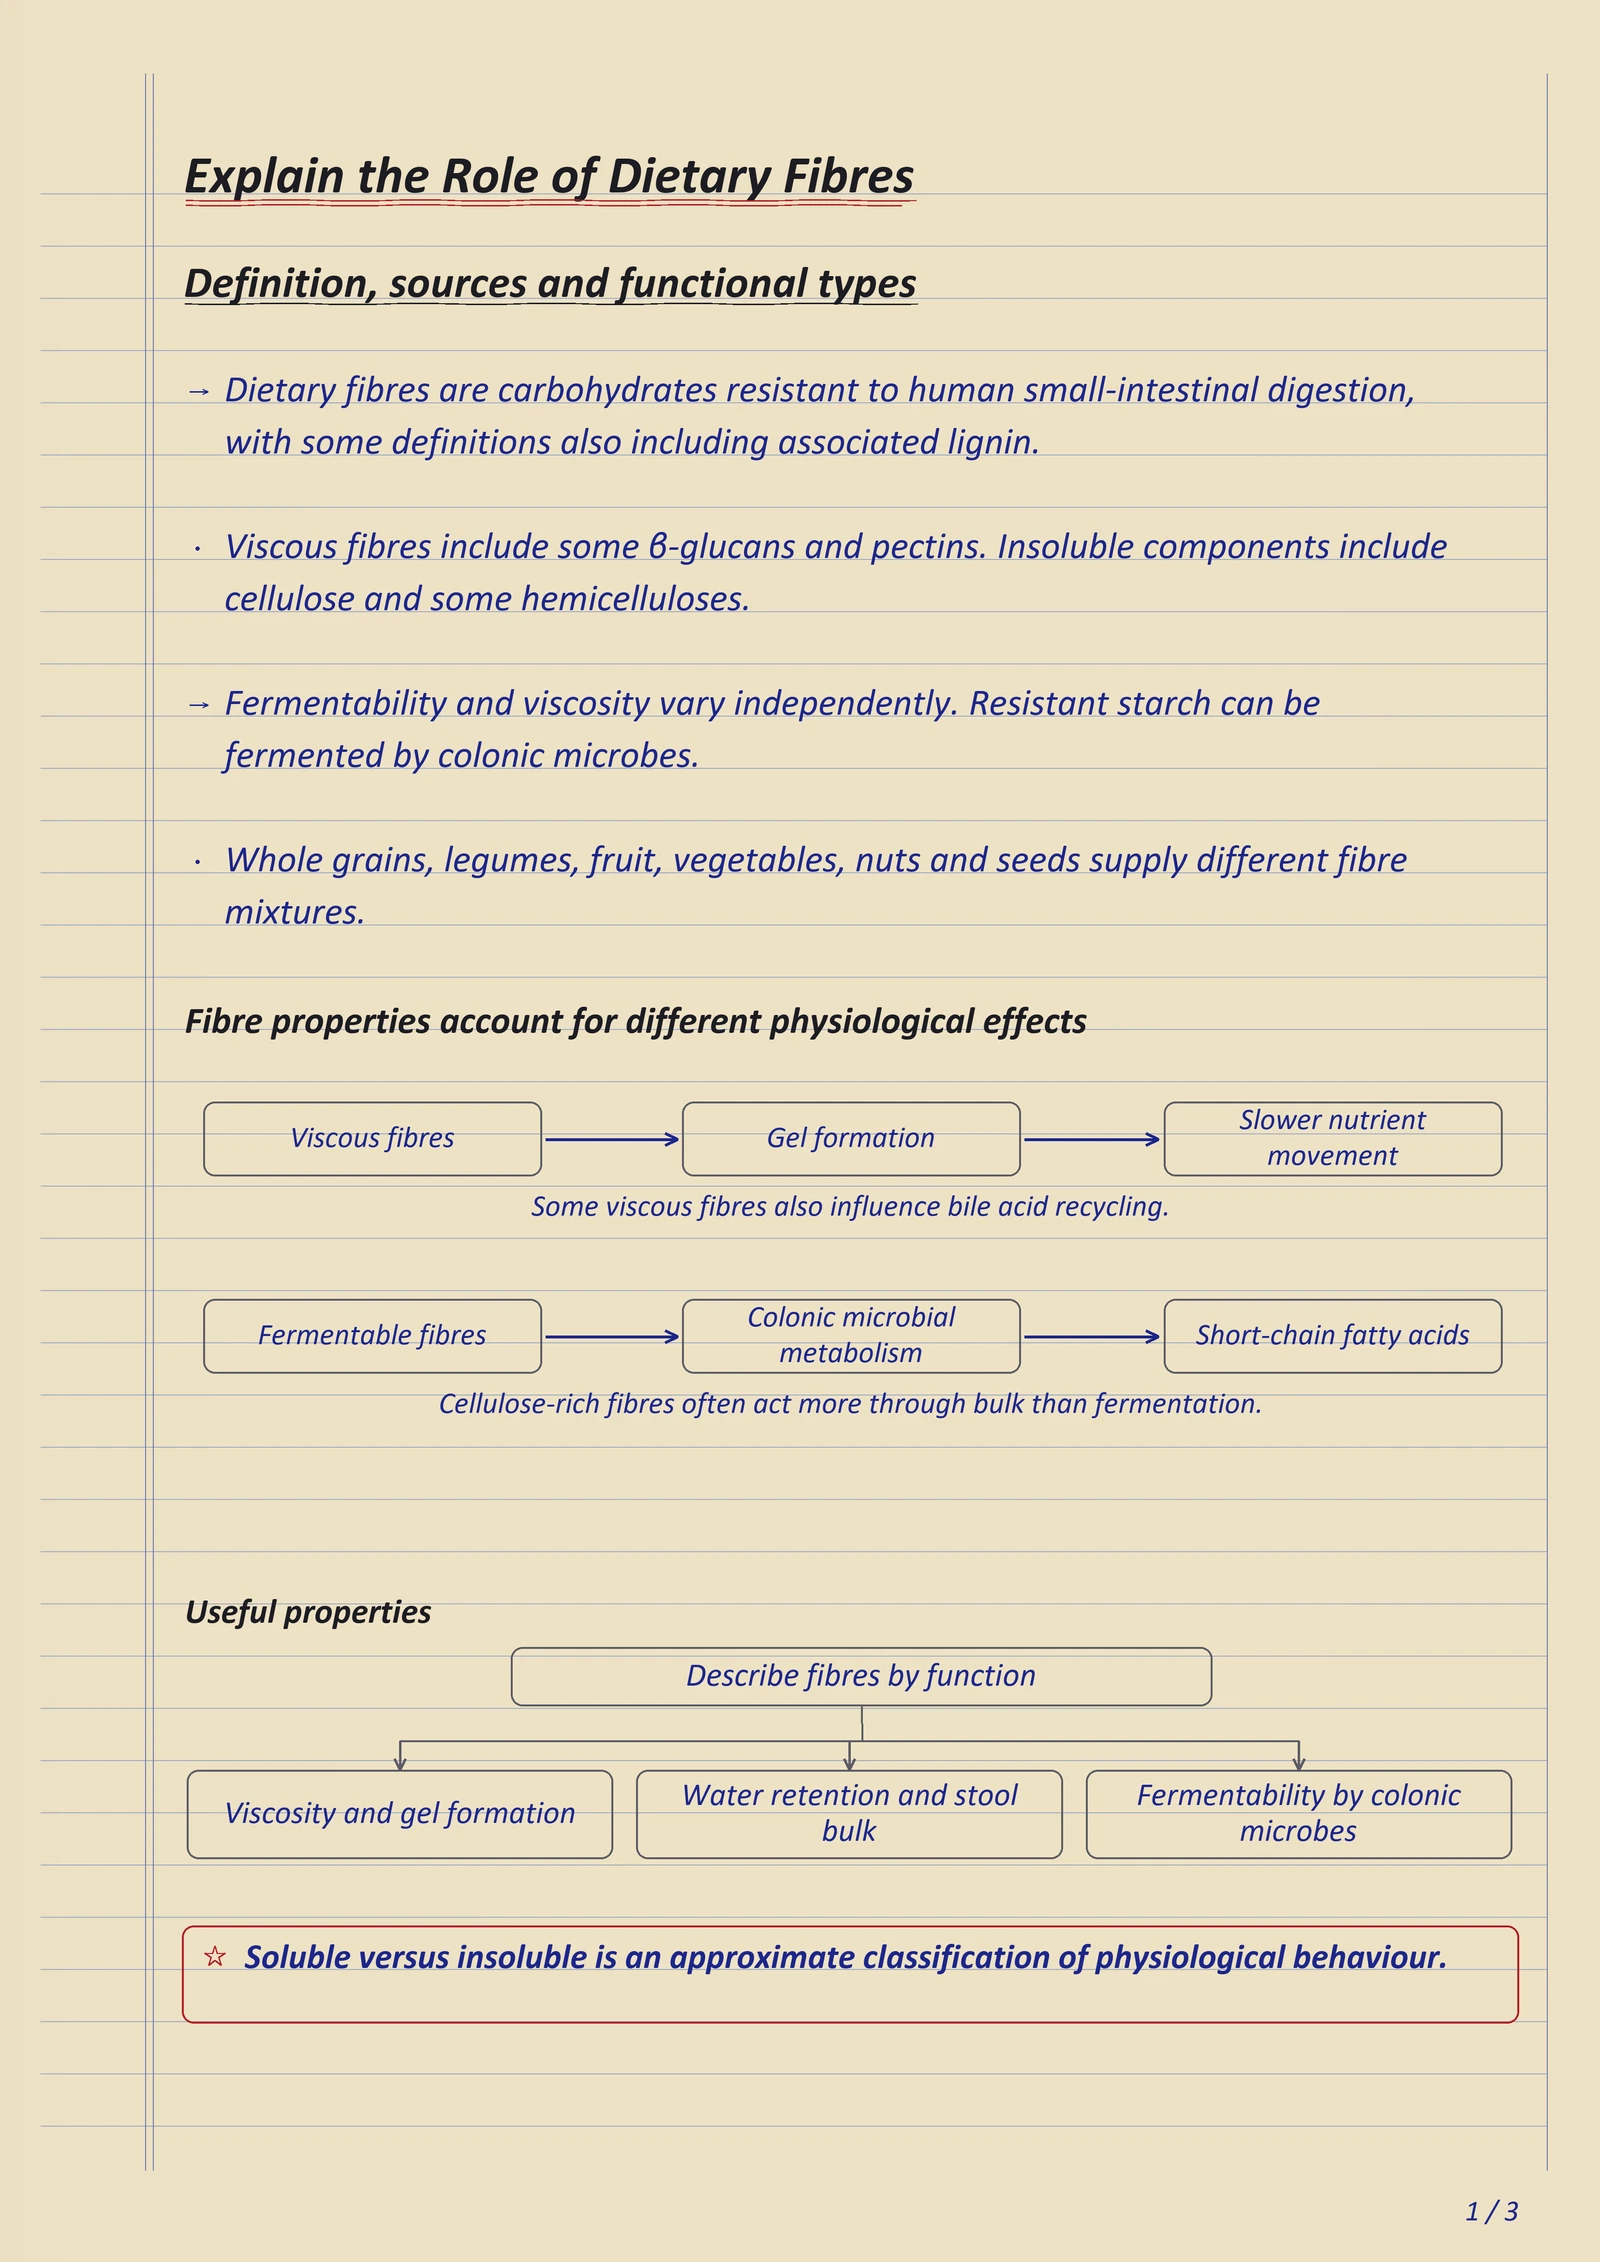 Explain the Role of Dietary Fibres
Definition, sources and functional types
→ Dietary fibres are carbohydrates resistant to human small-intestinal digestion,
with some definitions also including associated lignin.
· Viscous fibres include some β-glucans and pectins. Insoluble components include
cellulose and some hemicelluloses.
→ Fermentability and viscosity vary independently. Resistant starch can be
fermented by colonic microbes.
· Whole grains, legumes, fruit, vegetables, nuts and seeds supply different fibre
mixtures.
Fibre properties account for different physiological effects
Viscous fibres
Gel formation
Slower nutrient
movement
Some viscous fibres also influence bile acid recycling.
Fermentable fibres
Colonic microbial
metabolism
Short-chain fatty acids
Cellulose-rich fibres often act more through bulk than fermentation.
Useful properties
Describe fibres by function
Viscosity and gel formation
Water retention and stool
bulk
Fermentability by colonic
microbes
☆ Soluble versus insoluble is an approximate classification of physiological behaviour.
1 / 3